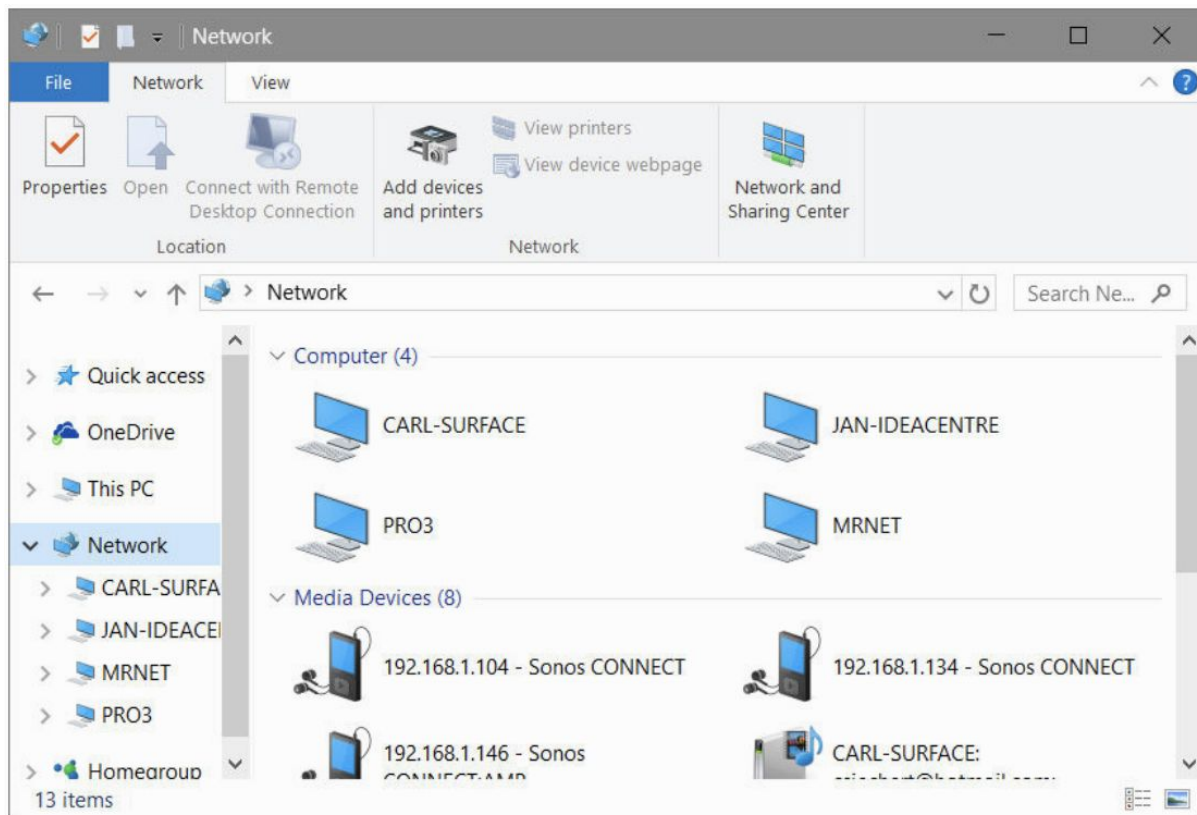 Network
File Network View
Properties Open Connect with Remote Desktop Connection
Add devices and printers
View printers
View device webpage
Network and Sharing Center
Location Network
Network
Search Ne...
Quick access
OneDrive
This PC
Network
CARL-SURFA
JAN-IDEACE
MRNET
PRO3
Homegroup
Computer (4)
CARL-SURFACE JAN-IDEACENTRE
PRO3 MRNET
Media Devices (8)
192.168.1.104 - Sonos CONNECT 192.168.1.134 - Sonos CONNECT
192.168.1.146 - Sonos CARL-SURFACE:
CONNECT:AMP
13 items